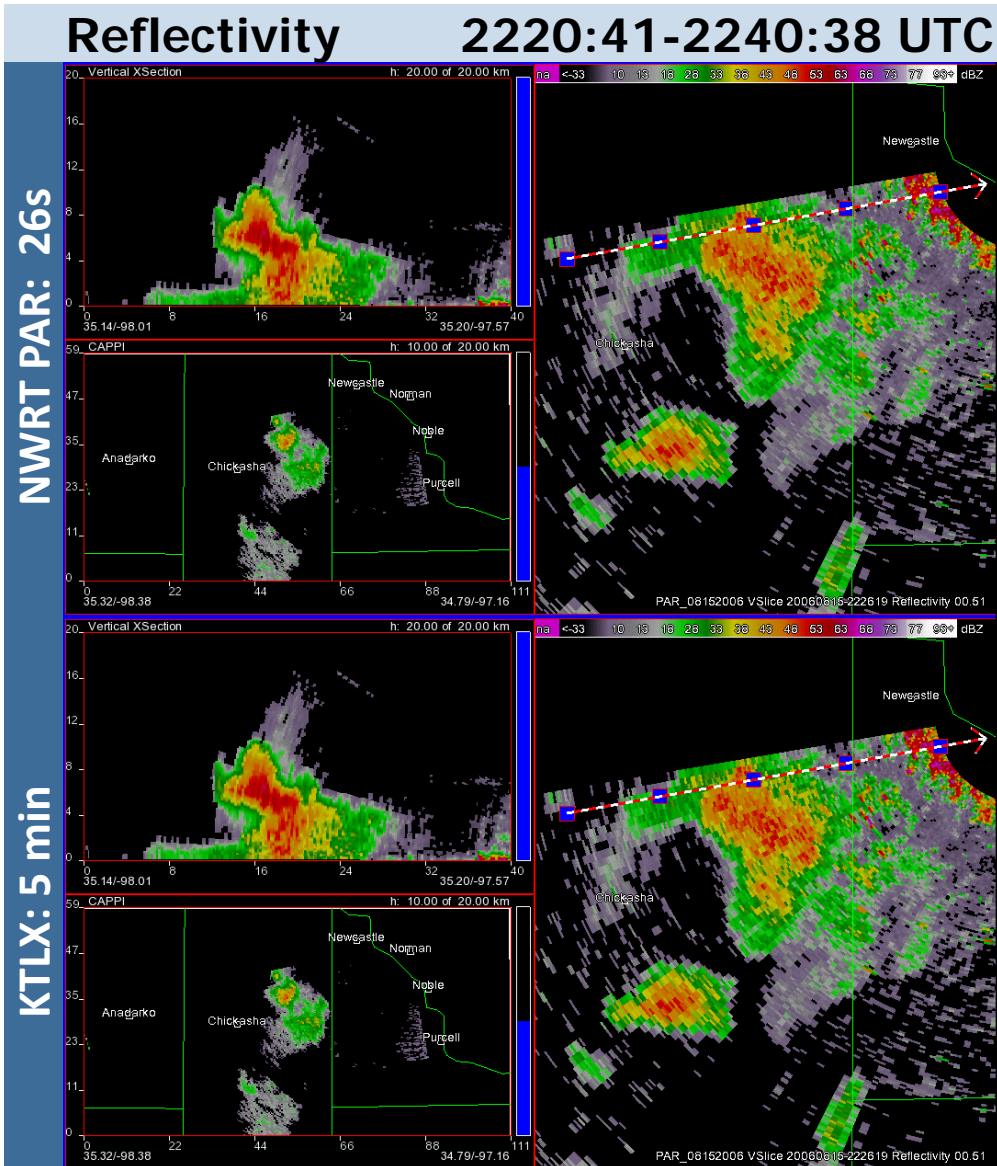 Reflectivity 2220:41-2240:38 UTC
NWRT PAR: 26s
Vertical XSection h: 20.00 of 20.00 km
20
16
12
8
4
0
0 8 16 24 32 40
35.14/-98.01 35.20/-97.57
CAPPI h: 10.00 of 20.00 km
59
47
35
23
11
0
Newcastle
Norman
Noble
Anadarko
Chickasha
Purcell
0 22 44 66 88 111
35.32/-98.38 34.79/-97.16
na <-33 10 18 28 33 38 48 53 63 68 77 dBZ
Newcastle
Chickasha
PAR_08152006 VSlice 20060815-222619 Reflectivity 00.51
KTLX: 5 min
Vertical XSection h: 20.00 of 20.00 km
20
16
12
8
4
0
0 8 16 24 32 40
35.14/-98.01 35.20/-97.57
CAPPI h: 10.00 of 20.00 km
59
47
35
23
11
0
Newcastle
Norman
Noble
Anadarko
Chickasha
Purcell
0 22 44 66 88 111
35.32/-98.38 34.79/-97.16
na <-33 10 18 28 33 38 48 53 63 68 77 dBZ
Newcastle
Chickasha
PAR_08152006 VSlice 20060815-222619 Reflectivity 00.51